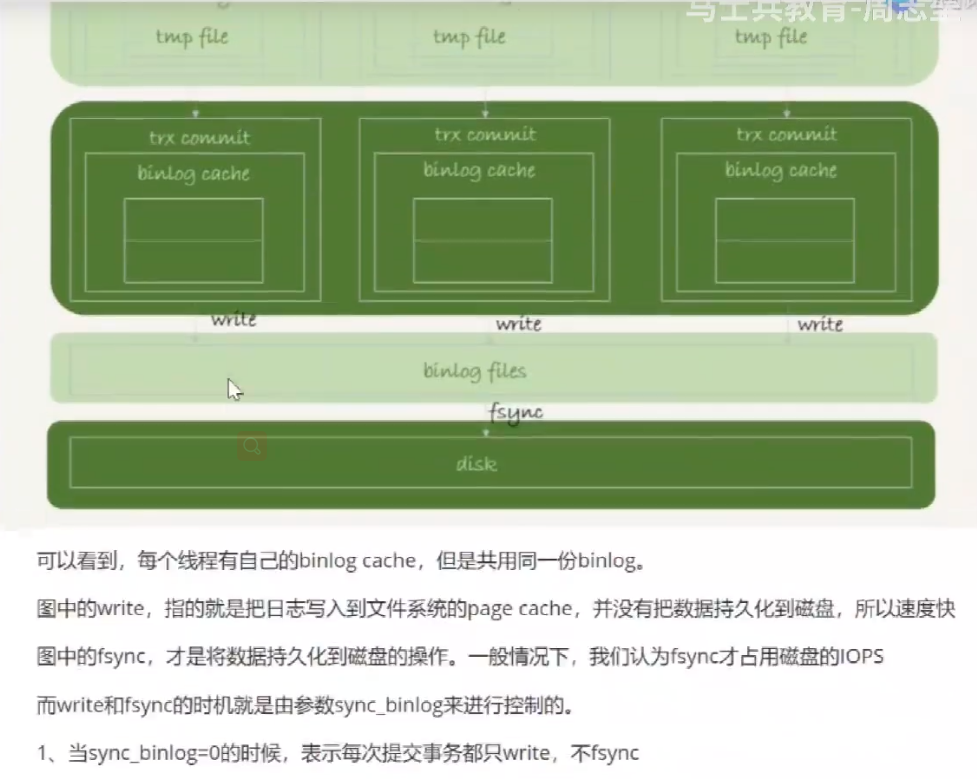 马士兵教育-周志垒
tmp file tmp file tmp file
trx commit trx commit trx commit
binlog cache binlog cache binlog cache
write write write
binlog files
fsync
disk
可以看到，每个线程有自己的binlog cache，但是共用同一份binlog。
图中的write，指的就是把日志写入到文件系统的page cache，并没有把数据持久化到磁盘，所以速度快
图中的fsync，才是将数据持久化到磁盘的操作。一般情况下，我们认为fsync才占用磁盘的IOPS
而write和fsync的时机就是由参数sync_binlog来进行控制的。
1、当sync_binlog=0的时候，表示每次提交事务都只write，不fsync